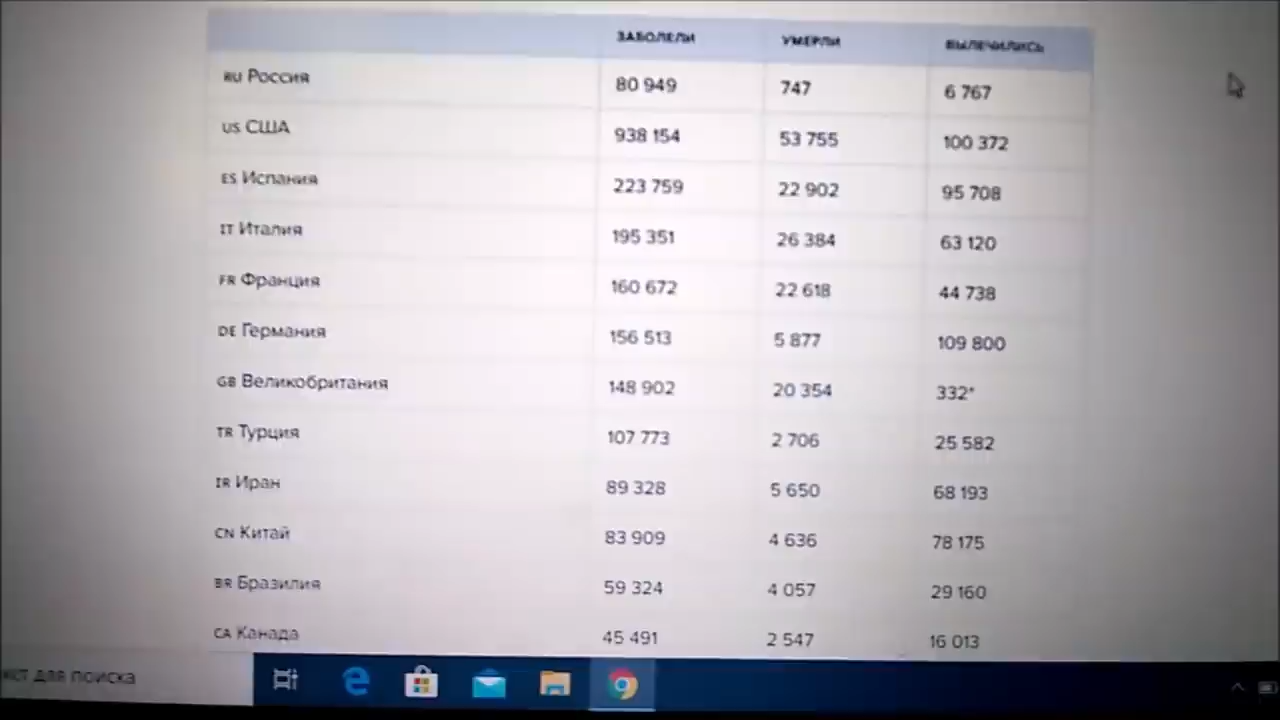 ЗАБОЛЕЛИ УМЕРЛИ ВЫЛЕЧИЛИСЬ
RU Россия 80 949 747 6 767
US США 938 154 53 755 100 372
ES Испания 223 759 22 902 95 708
IT Италия 195 351 26 384 63 120
FR Франция 160 672 22 618 44 738
DE Германия 156 513 5 877 109 800
GB Великобритания 148 902 20 354 332*
TR Турция 107 773 2 706 25 582
IR Иран 89 328 5 650 68 193
CN Китай 83 909 4 636 78 175
BR Бразилия 59 324 4 057 29 160
CA Канада 45 491 2 547 16 013
для поиска